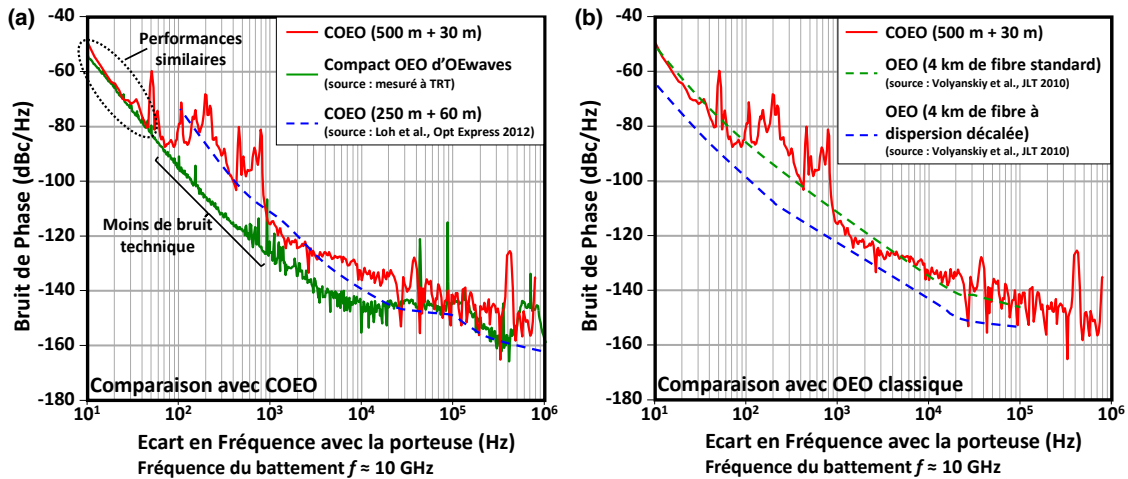 (a)
-40
-60
-80
-100
-120
-140
-160
-180
Bruit de Phase (dBc/Hz)
Performances
similaires
COEO (500 m + 30 m)
Compact OEO d'OEwaves
(source : mesuré à TRT)
COEO (250 m + 60 m)
(source : Loh et al., Opt Express 2012)
Moins de bruit
technique
Comparaison avec COEO
10¹ 10² 10³ 10⁴ 10⁵ 10⁶
Ecart en Fréquence avec la porteuse (Hz)
Fréquence du battement f ≈ 10 GHz
(b)
-40
-60
-80
-100
-120
-140
-160
-180
Bruit de Phase (dBc/Hz)
COEO (500 m + 30 m)
OEO (4 km de fibre standard)
(source : Volyanskiy et al., JLT 2010)
OEO (4 km de fibre à
dispersion décalée)
(source : Volyanskiy et al., JLT 2010)
Comparaison avec OEO classique
10¹ 10² 10³ 10⁴ 10⁵ 10⁶
Ecart en Fréquence avec la porteuse (Hz)
Fréquence du battement f ≈ 10 GHz